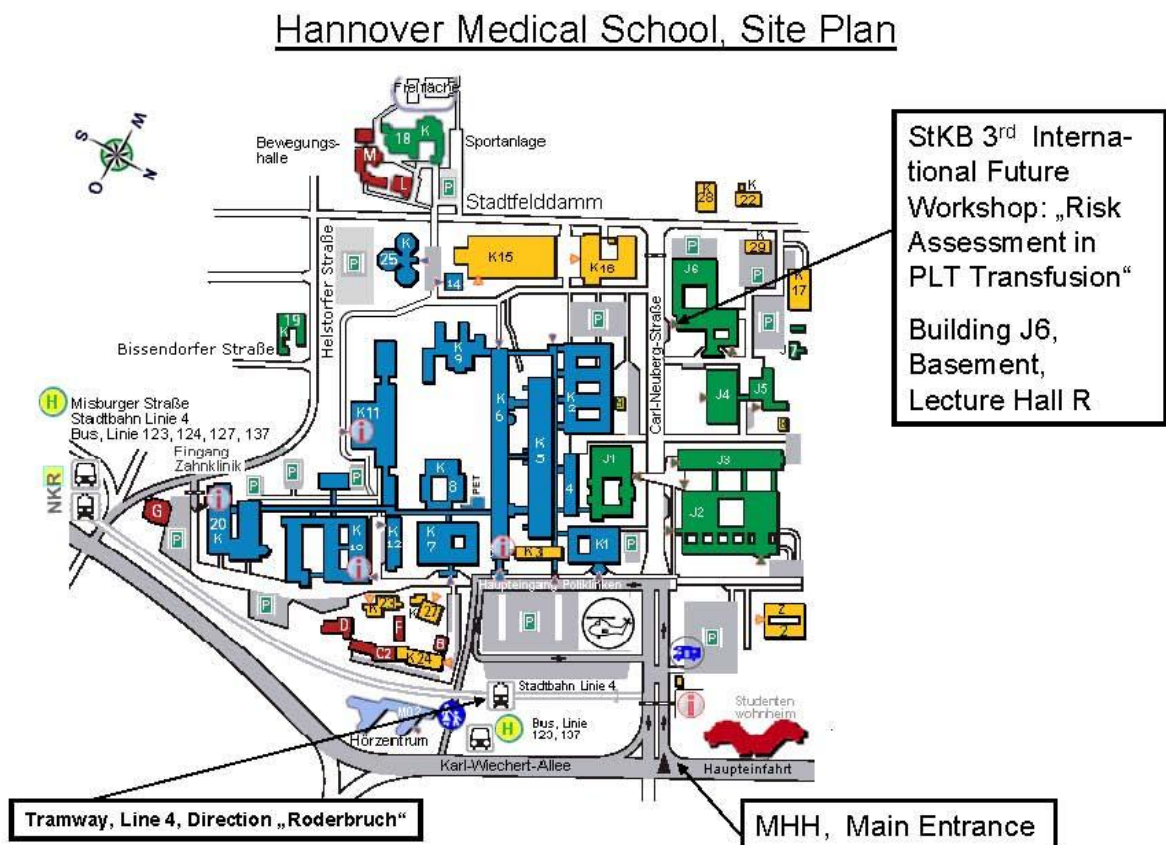 Hannover Medical School, Site Plan
Freifläche
18 K
Bewegungs-
halle
M
L
Sportanlage
P
Stadtfelddamm
W
S
N
O
StKB 3rd Interna-
tional Future
Workshop: „Risk
Assessment in
PLT Transfusion“
Building J6,
Basement,
Lecture Hall R
K
28
K
22
K
29
K
17
Helstorfer Straße
P
K
25
14
K15
K16
P
J6
P
P
J7
19
K
Bissendorfer Straße
K
9
K
6
K
5
K
2
P
Carl-Neuberg-Straße
J4
J5
H
Misburger Straße
Stadtbahn Linie 4
Bus, Linie 123, 124, 127, 137
Eingang
Zahnklinik
NKR
K11
i
P
P
P
K
8
PET
4
J1
J3
J2
G
P
i
20
K
K
10
i
K
12
K
7
i
K3
K1
P
Haupteingang Polikliniken
P
K23
K
27
D
F
B
C2
K24
P
P
Z
2
Stadtbahn Linie 4
i
Studenten
wohnheim
M02
Hörzentrum
H
Bus, Linie
123, 137
Karl-Wiechert-Allee
Haupteinfahrt
Tramway, Line 4, Direction „Roderbruch“
MHH, Main Entrance